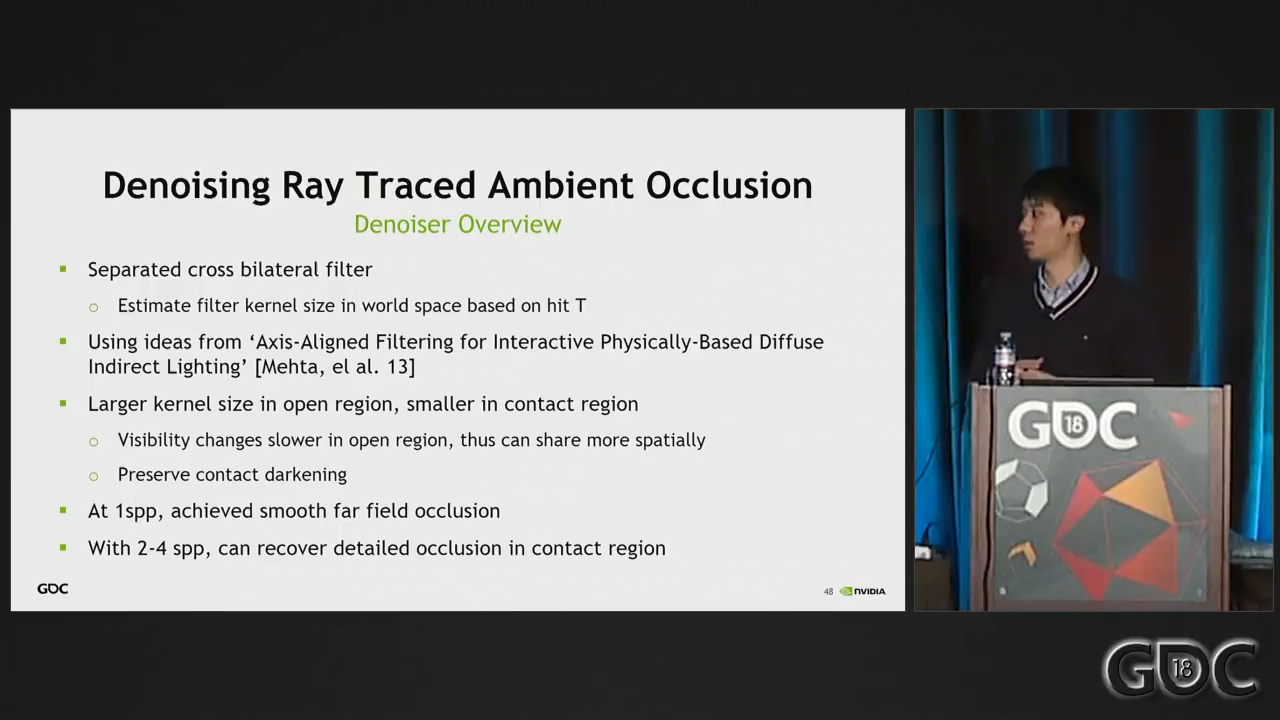 Denoising Ray Traced Ambient Occlusion
Denoiser Overview
Separated cross bilateral filter
Estimate filter kernel size in world space based on hit T
Using ideas from ‘Axis-Aligned Filtering for Interactive Physically-Based Diffuse
Indirect Lighting’ [Mehta, el al. 13]
Larger kernel size in open region, smaller in contact region
Visibility changes slower in open region, thus can share more spatially
Preserve contact darkening
At 1spp, achieved smooth far field occlusion
With 2-4 spp, can recover detailed occlusion in contact region
GDC
48 NVIDIA
GDC 18
GDC 18